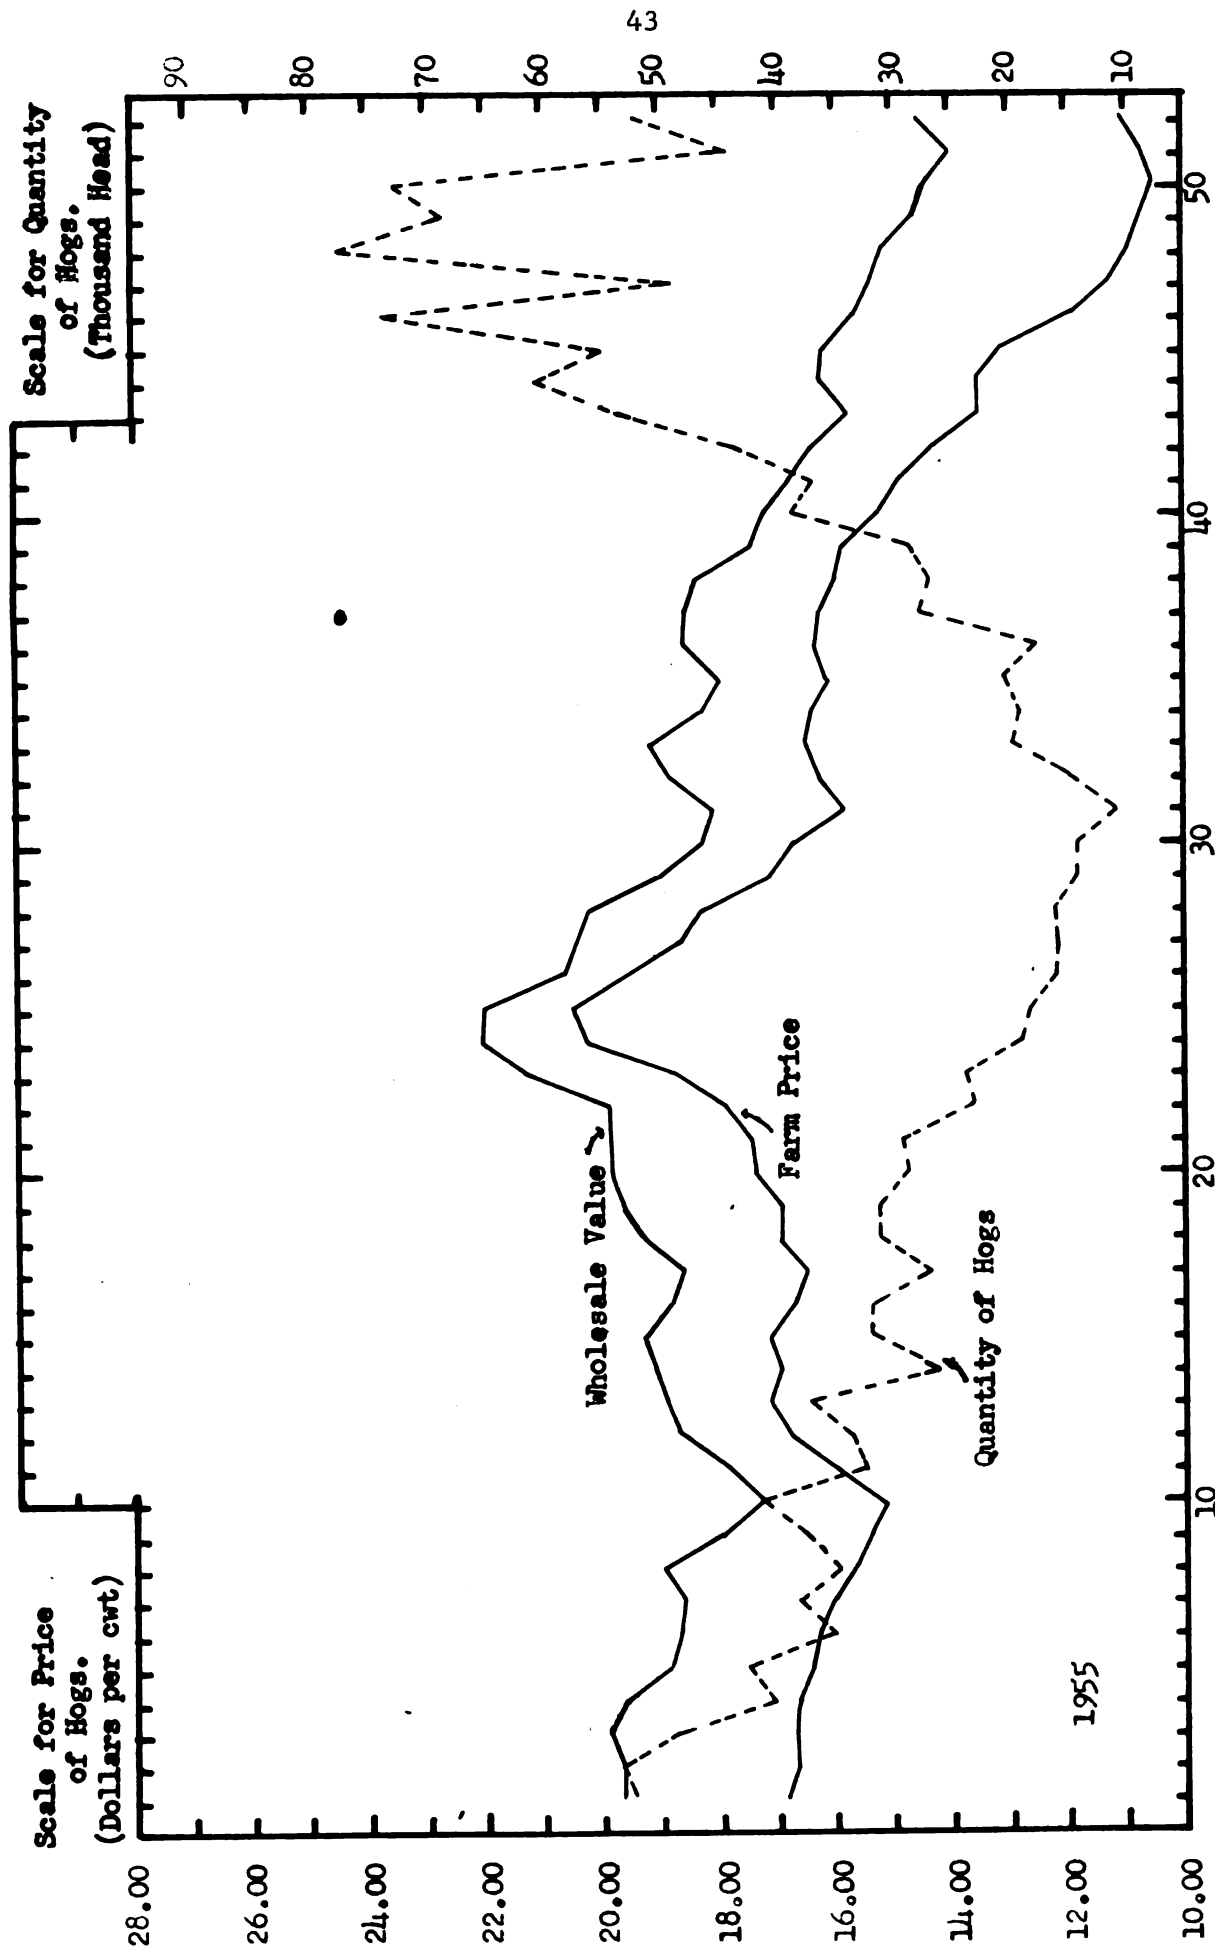 43
Scale for Price
of Hogs.
(Dollars per cwt)
Scale for Quantity
of Hogs.
(Thousand Head)
28.00
26.00
24.00
22.00
20.00
18.00
16.00
14.00
12.00
10.00
90
80
70
60
50
40
30
20
10
Wholesale Value
Farm Price
Quantity of Hogs
1955
10
20
30
40
50